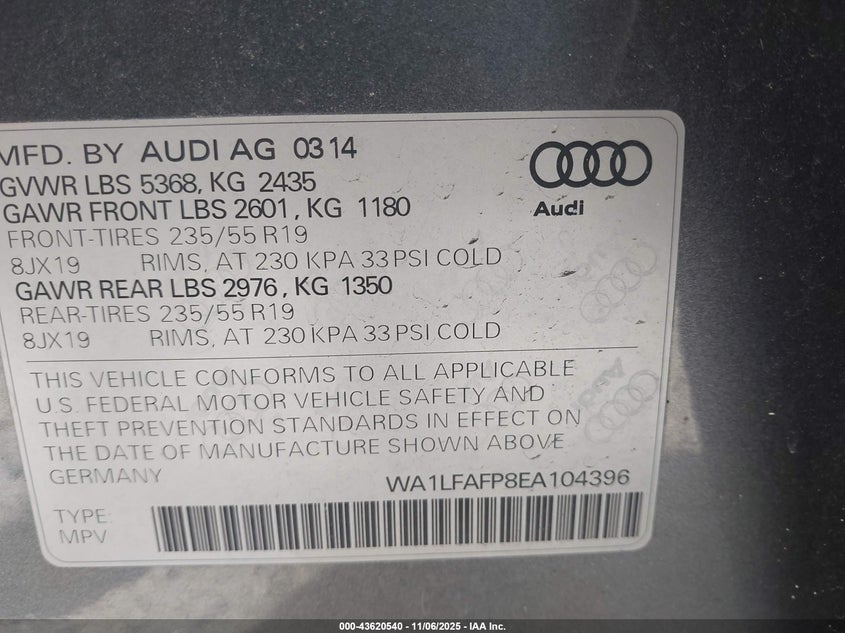 MFD. BY AUDI AG 03 14
GVWR LBS 5368, KG 2435
GAWR FRONT LBS 2601, KG 1180
FRONT-TIRES 235/55 R19
8JX19 RIMS, AT 230 KPA 33 PSI COLD
GAWR REAR LBS 2976, KG 1350
REAR-TIRES 235/55 R19
8JX19 RIMS, AT 230 KPA 33 PSI COLD
Audi
THIS VEHICLE CONFORMS TO ALL APPLICABLE
U.S. FEDERAL MOTOR VEHICLE SAFETY AND
THEFT PREVENTION STANDARDS IN EFFECT ON
THE DATE OF MANUFACTURE SHOWN ABOVE
GERMANY
WA1LFAFP8EA104396
TYPE:
MPV
Audi
000-43620540 - 11/06/2025 - IAA Inc.